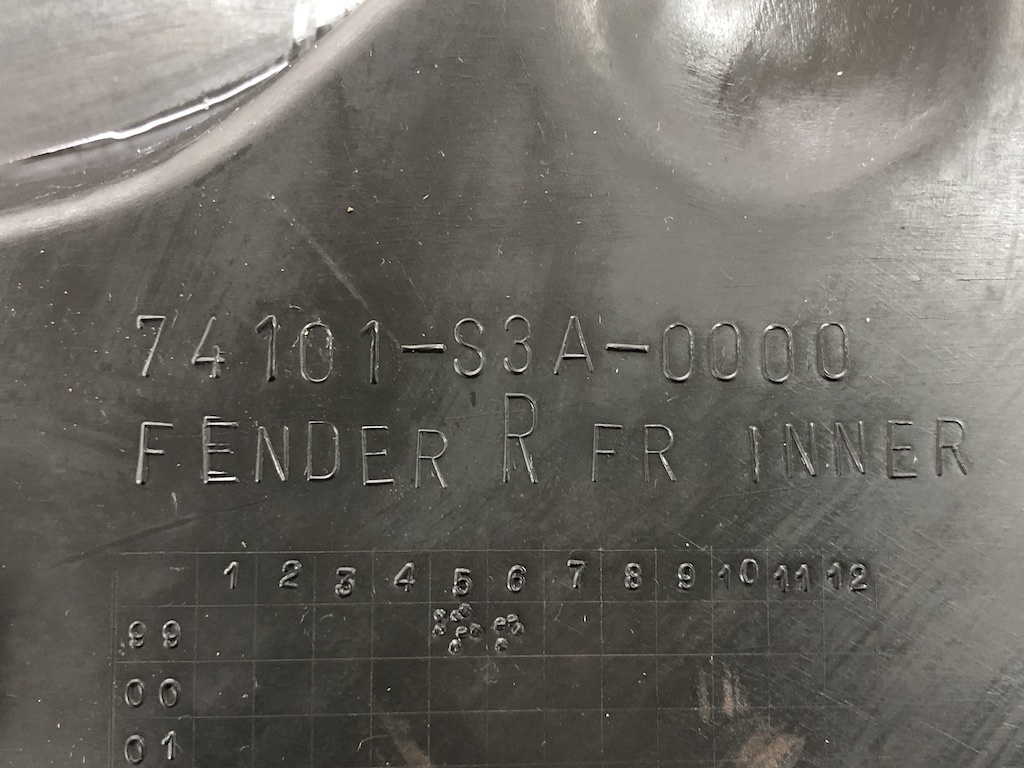 74101-S3A-0000
FENDER R FR INNER
1 2 3 4 5 6 7 8 9 10 11 12
99
00
01